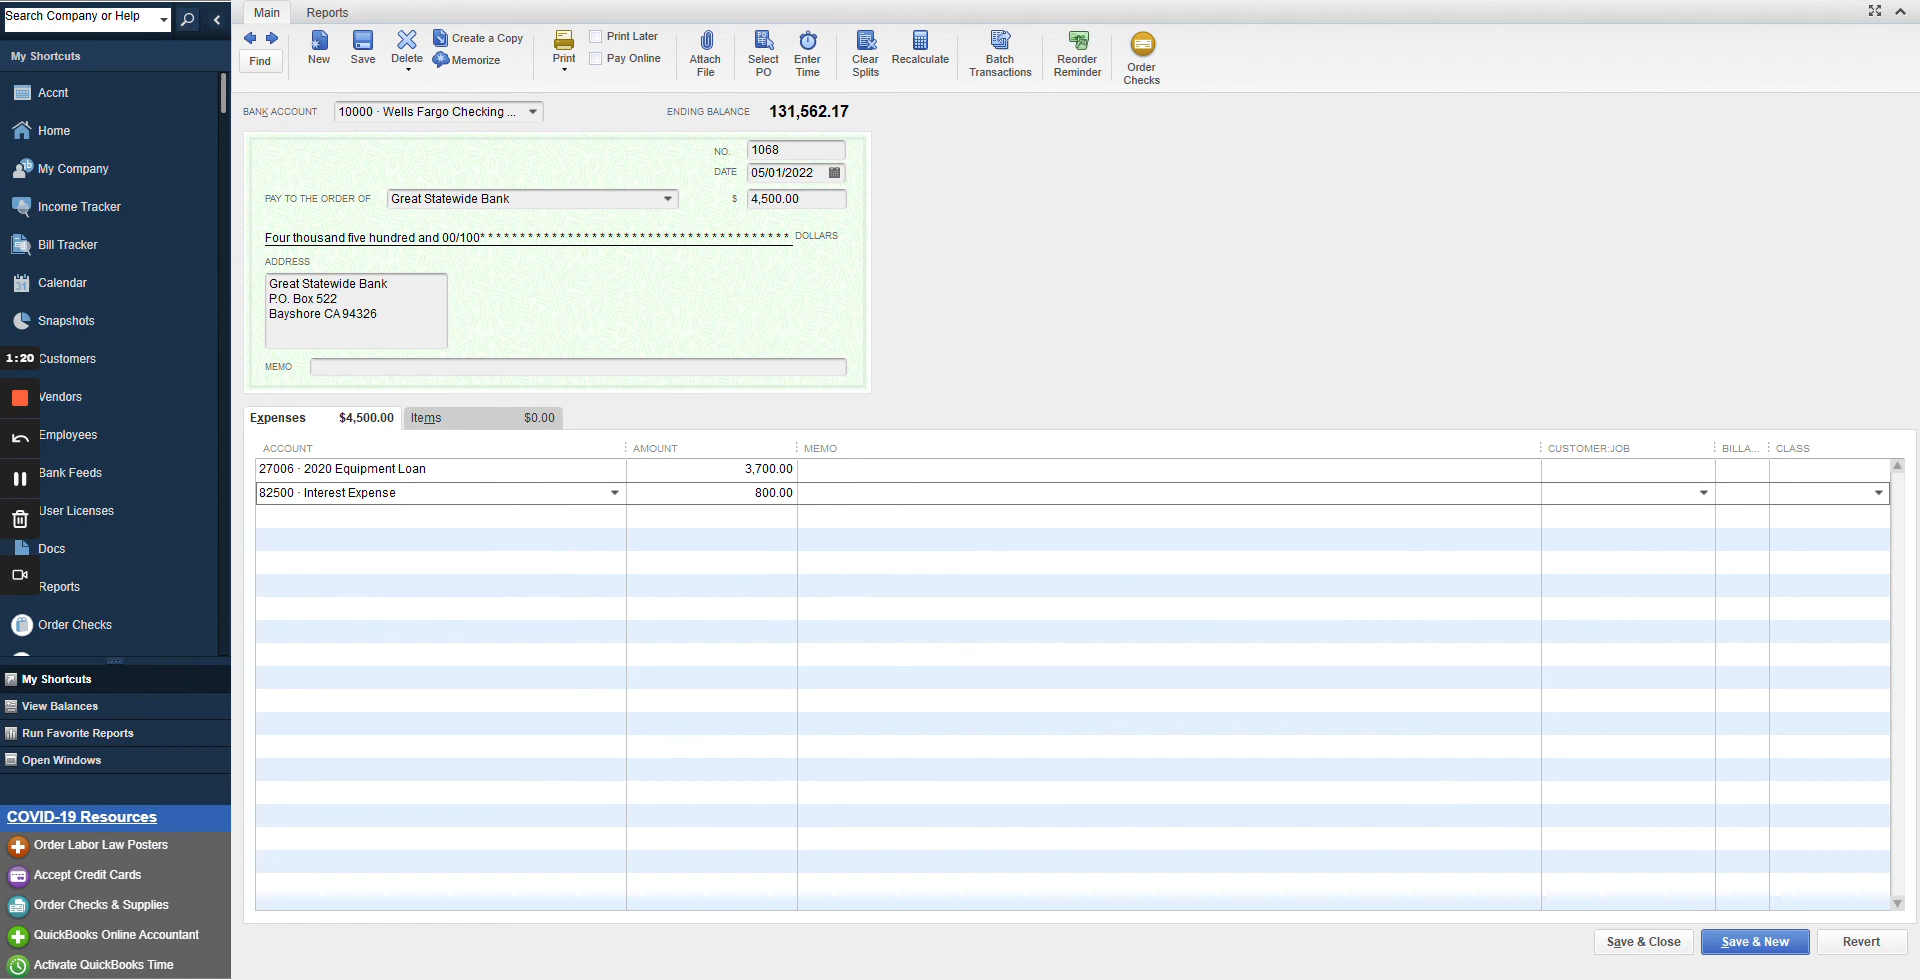 Search Company or Help
My Shortcuts
Accnt
Home
My Company
Income Tracker
Bill Tracker
31
Calendar
Snapshots
1:20
Customers
Vendors
Employees
Bank Feeds
User Licenses
Docs
Reports
Order Checks
My Shortcuts
View Balances
Run Favorite Reports
Open Windows
COVID-19 Resources
Order Labor Law Posters
Accept Credit Cards
Order Checks & Supplies
QuickBooks Online Accountant
Activate QuickBooks Time
Main Reports
Find
New
Save
Delete
Create a Copy
Memorize
Print
Print Later
Pay Online
Attach
File
Select
PO
Enter
Time
Clear
Splits
Recalculate
Batch
Transactions
Reorder
Reminder
Order
Checks
BANK ACCOUNT 10000 · Wells Fargo Checking ... ENDING BALANCE 131,562.17
NO. 1068
DATE 05/01/2022
PAY TO THE ORDER OF Great Statewide Bank $ 4,500.00
Four thousand five hundred and 00/100* * * * * * * * * * * * * * * * * * * * * * * * * * * * * * * * * * * * * * * DOLLARS
ADDRESS
Great Statewide Bank
P.O. Box 522
Bayshore CA 94326
MEMO
Expenses $4,500.00 Items $0.00
ACCOUNT AMOUNT MEMO CUSTOMER:JOB BILLA... CLASS
27006 · 2020 Equipment Loan 3,700.00
82500 · Interest Expense 800.00
Save & Close Save & New Revert